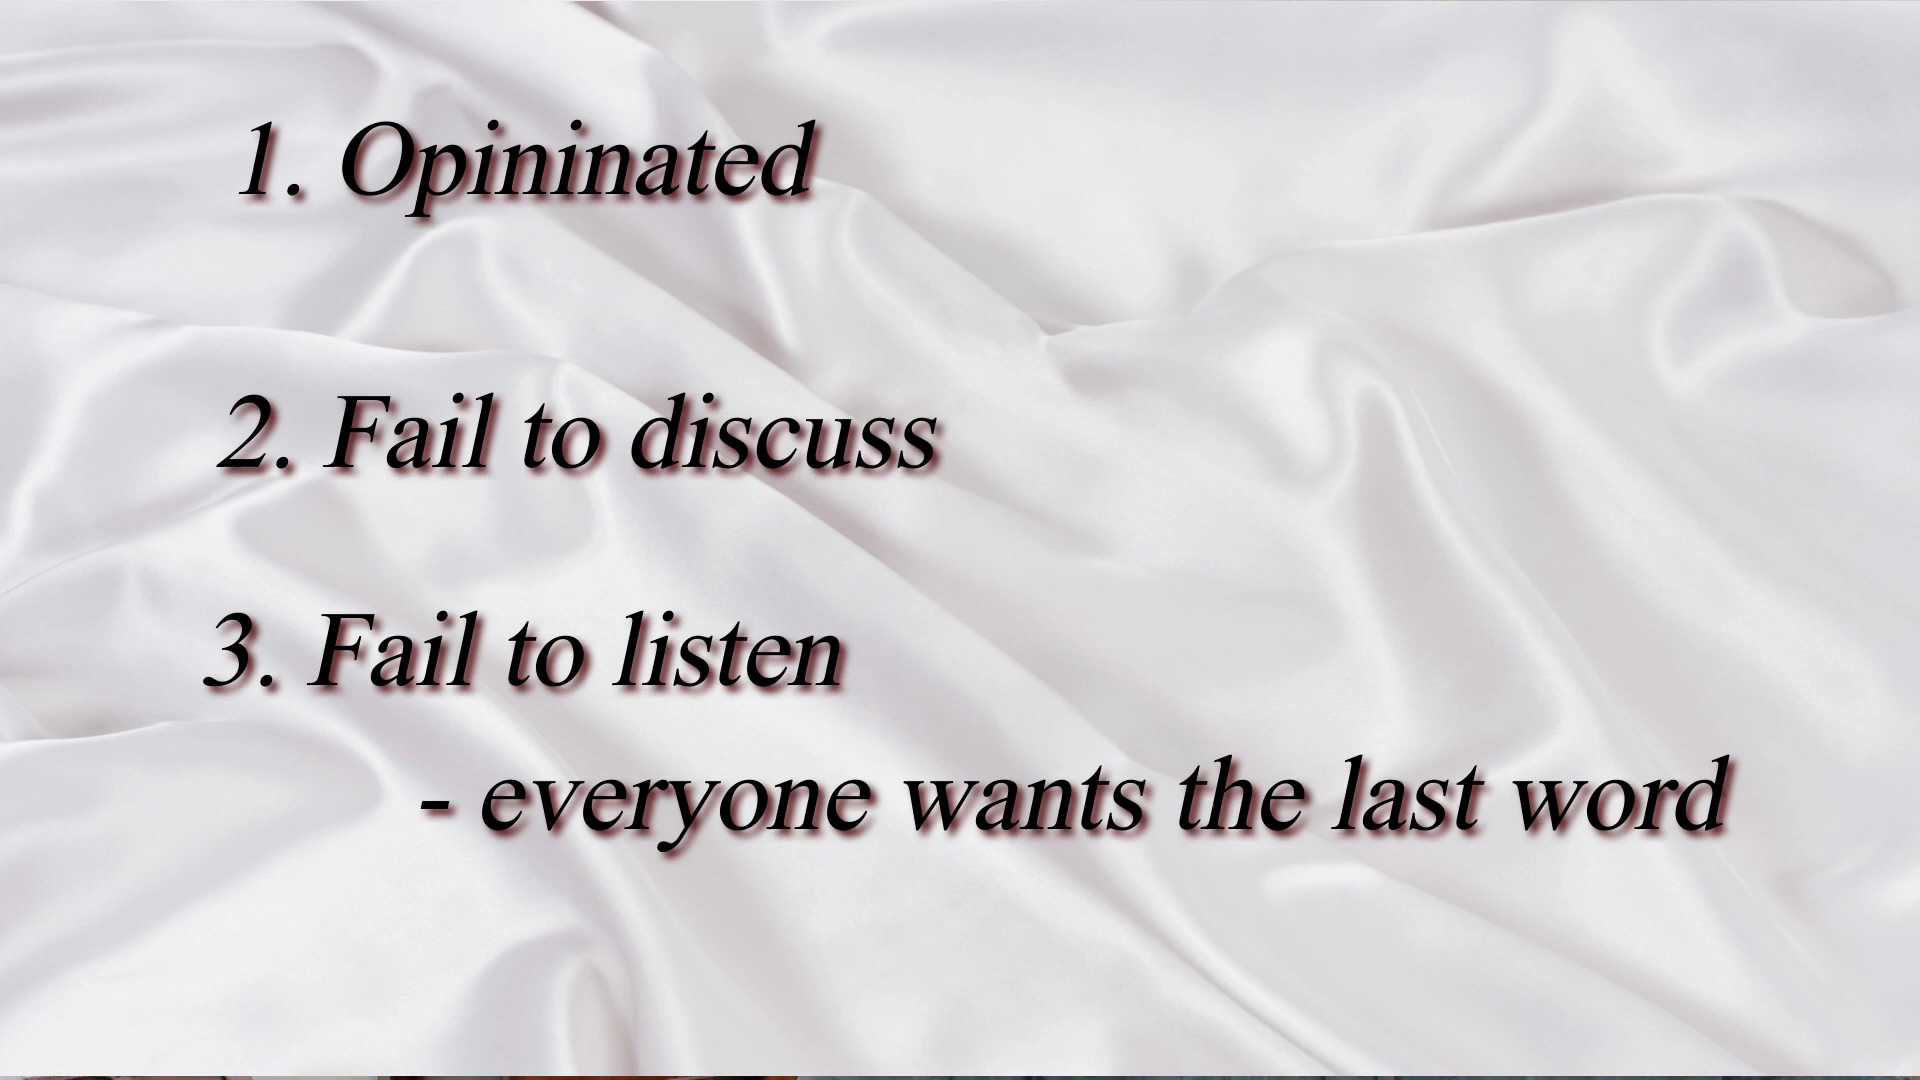 1. Opininated
2. Fail to discuss
3. Fail to listen
- everyone wants the last word